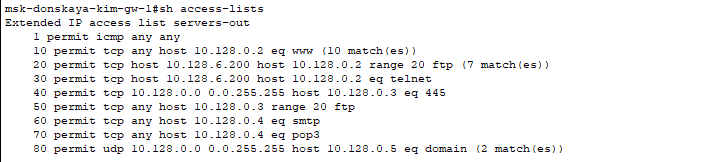 msk-donskaya-kim-gw-1#sh access-lists
Extended IP access list servers-out
1 permit icmp any any
10 permit tcp any host 10.128.0.2 eq www (10 match(es))
20 permit tcp host 10.128.6.200 host 10.128.0.2 range 20 ftp (7 match(es))
30 permit tcp host 10.128.6.200 host 10.128.0.2 eq telnet
40 permit tcp 10.128.0.0 0.0.255.255 host 10.128.0.3 eq 445
50 permit tcp any host 10.128.0.3 range 20 ftp
60 permit tcp any host 10.128.0.4 eq smtp
70 permit tcp any host 10.128.0.4 eq pop3
80 permit udp 10.128.0.0 0.0.255.255 host 10.128.0.5 eq domain (2 match(es))